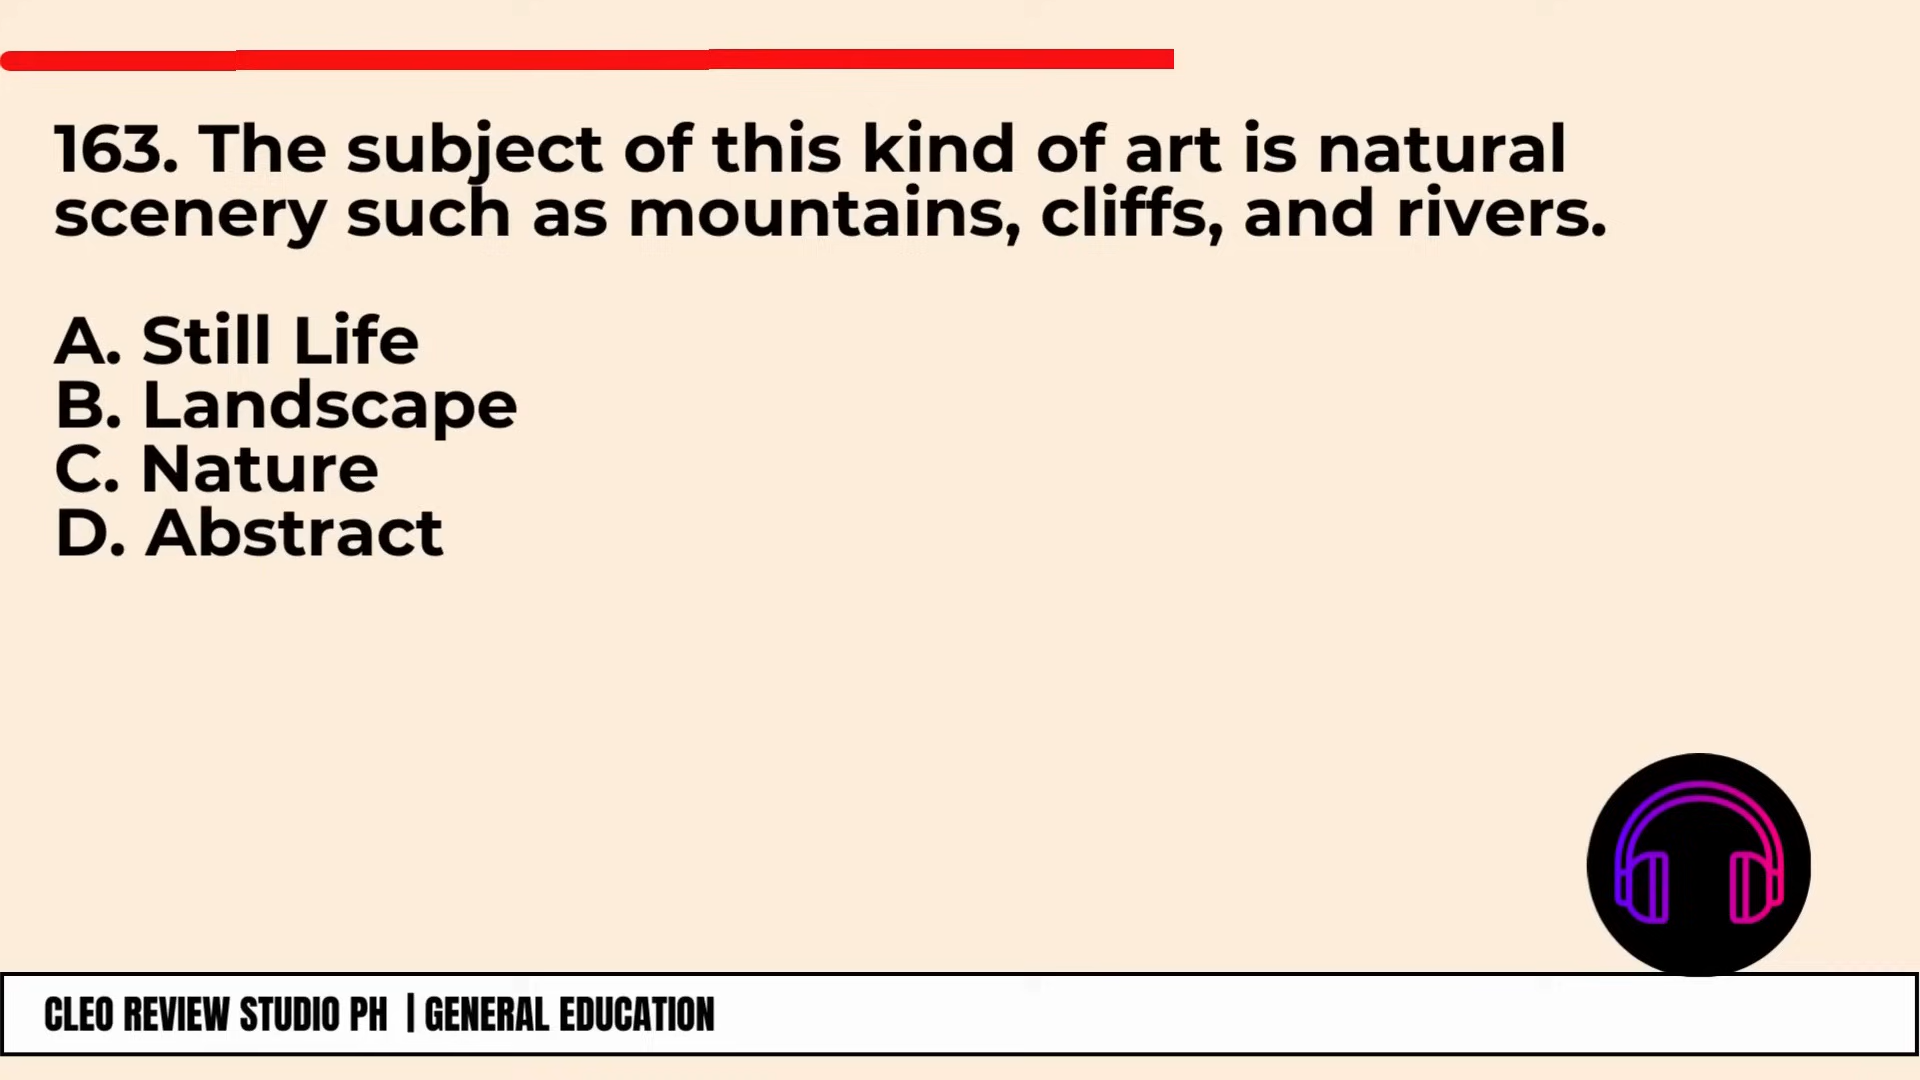 163. The subject of this kind of art is natural
scenery such as mountains, cliffs, and rivers.
A. Still Life
B. Landscape
C. Nature
D. Abstract
CLEO REVIEW STUDIO PH | GENERAL EDUCATION